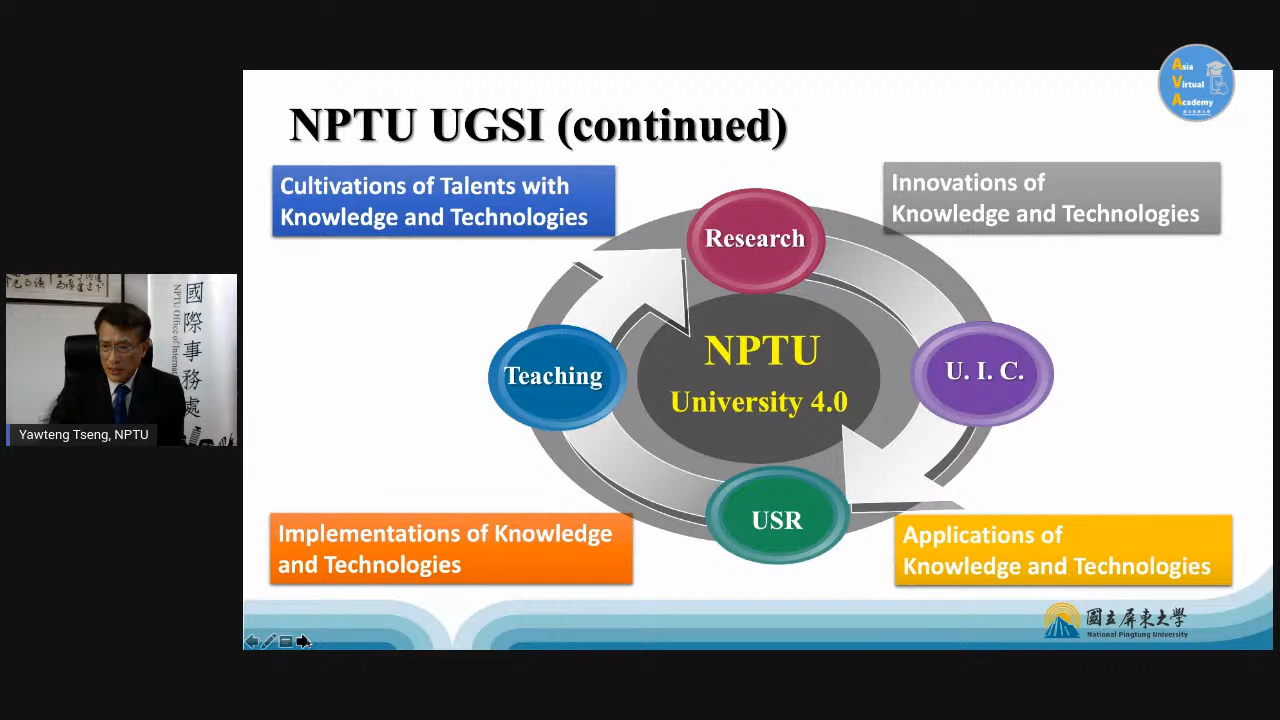 NPTU UGSI (continued)
Asia
Virtual
Academy
Cultivations of Talents with
Knowledge and Technologies
Innovations of
Knowledge and Technologies
Research
Teaching
NPTU
University 4.0
U. I. C.
USR
Implementations of Knowledge
and Technologies
Applications of
Knowledge and Technologies
國立屏東大學
National Pingtung University
國際事務處
NPTU Office of
Yawteng Tseng, NPTU